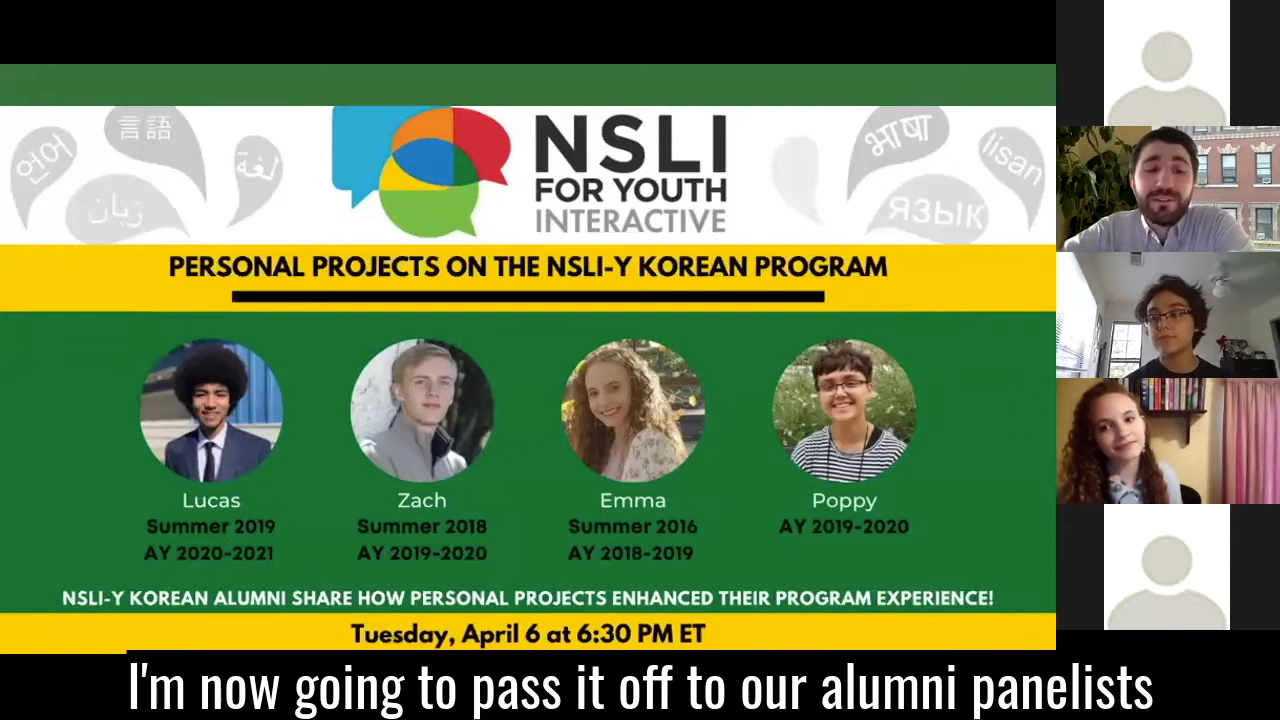 언어
言語
لغة
زبان
NSLI
FOR YOUTH
INTERACTIVE
भाषा
lisan
ЯЗЫК
PERSONAL PROJECTS ON THE NSLI-Y KOREAN PROGRAM
Lucas
Summer 2019
AY 2020-2021
Zach
Summer 2018
AY 2019-2020
Emma
Summer 2016
AY 2018-2019
Poppy
AY 2019-2020
NSLI-Y KOREAN ALUMNI SHARE HOW PERSONAL PROJECTS ENHANCED THEIR PROGRAM EXPERIENCE!
Tuesday, April 6 at 6:30 PM ET
I'm now going to pass it off to our alumni panelists